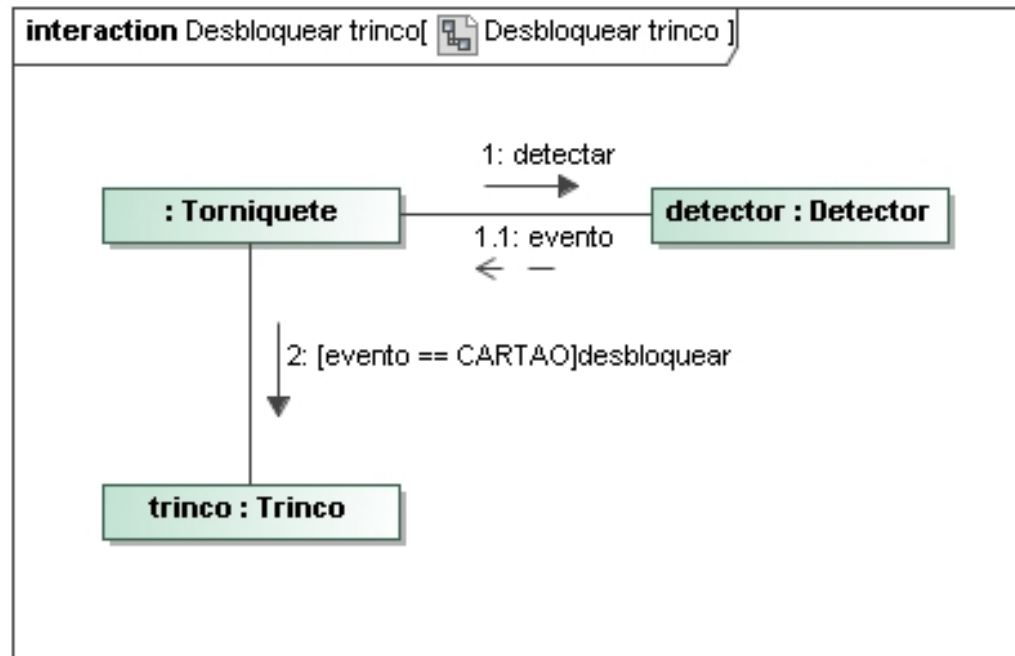 interaction Desbloquear trinco[ Desbloquear trinco ]
1: detectar
: Torniquete
detector : Detector
1.1: evento
2: [evento == CARTAO]desbloquear
trinco : Trinco